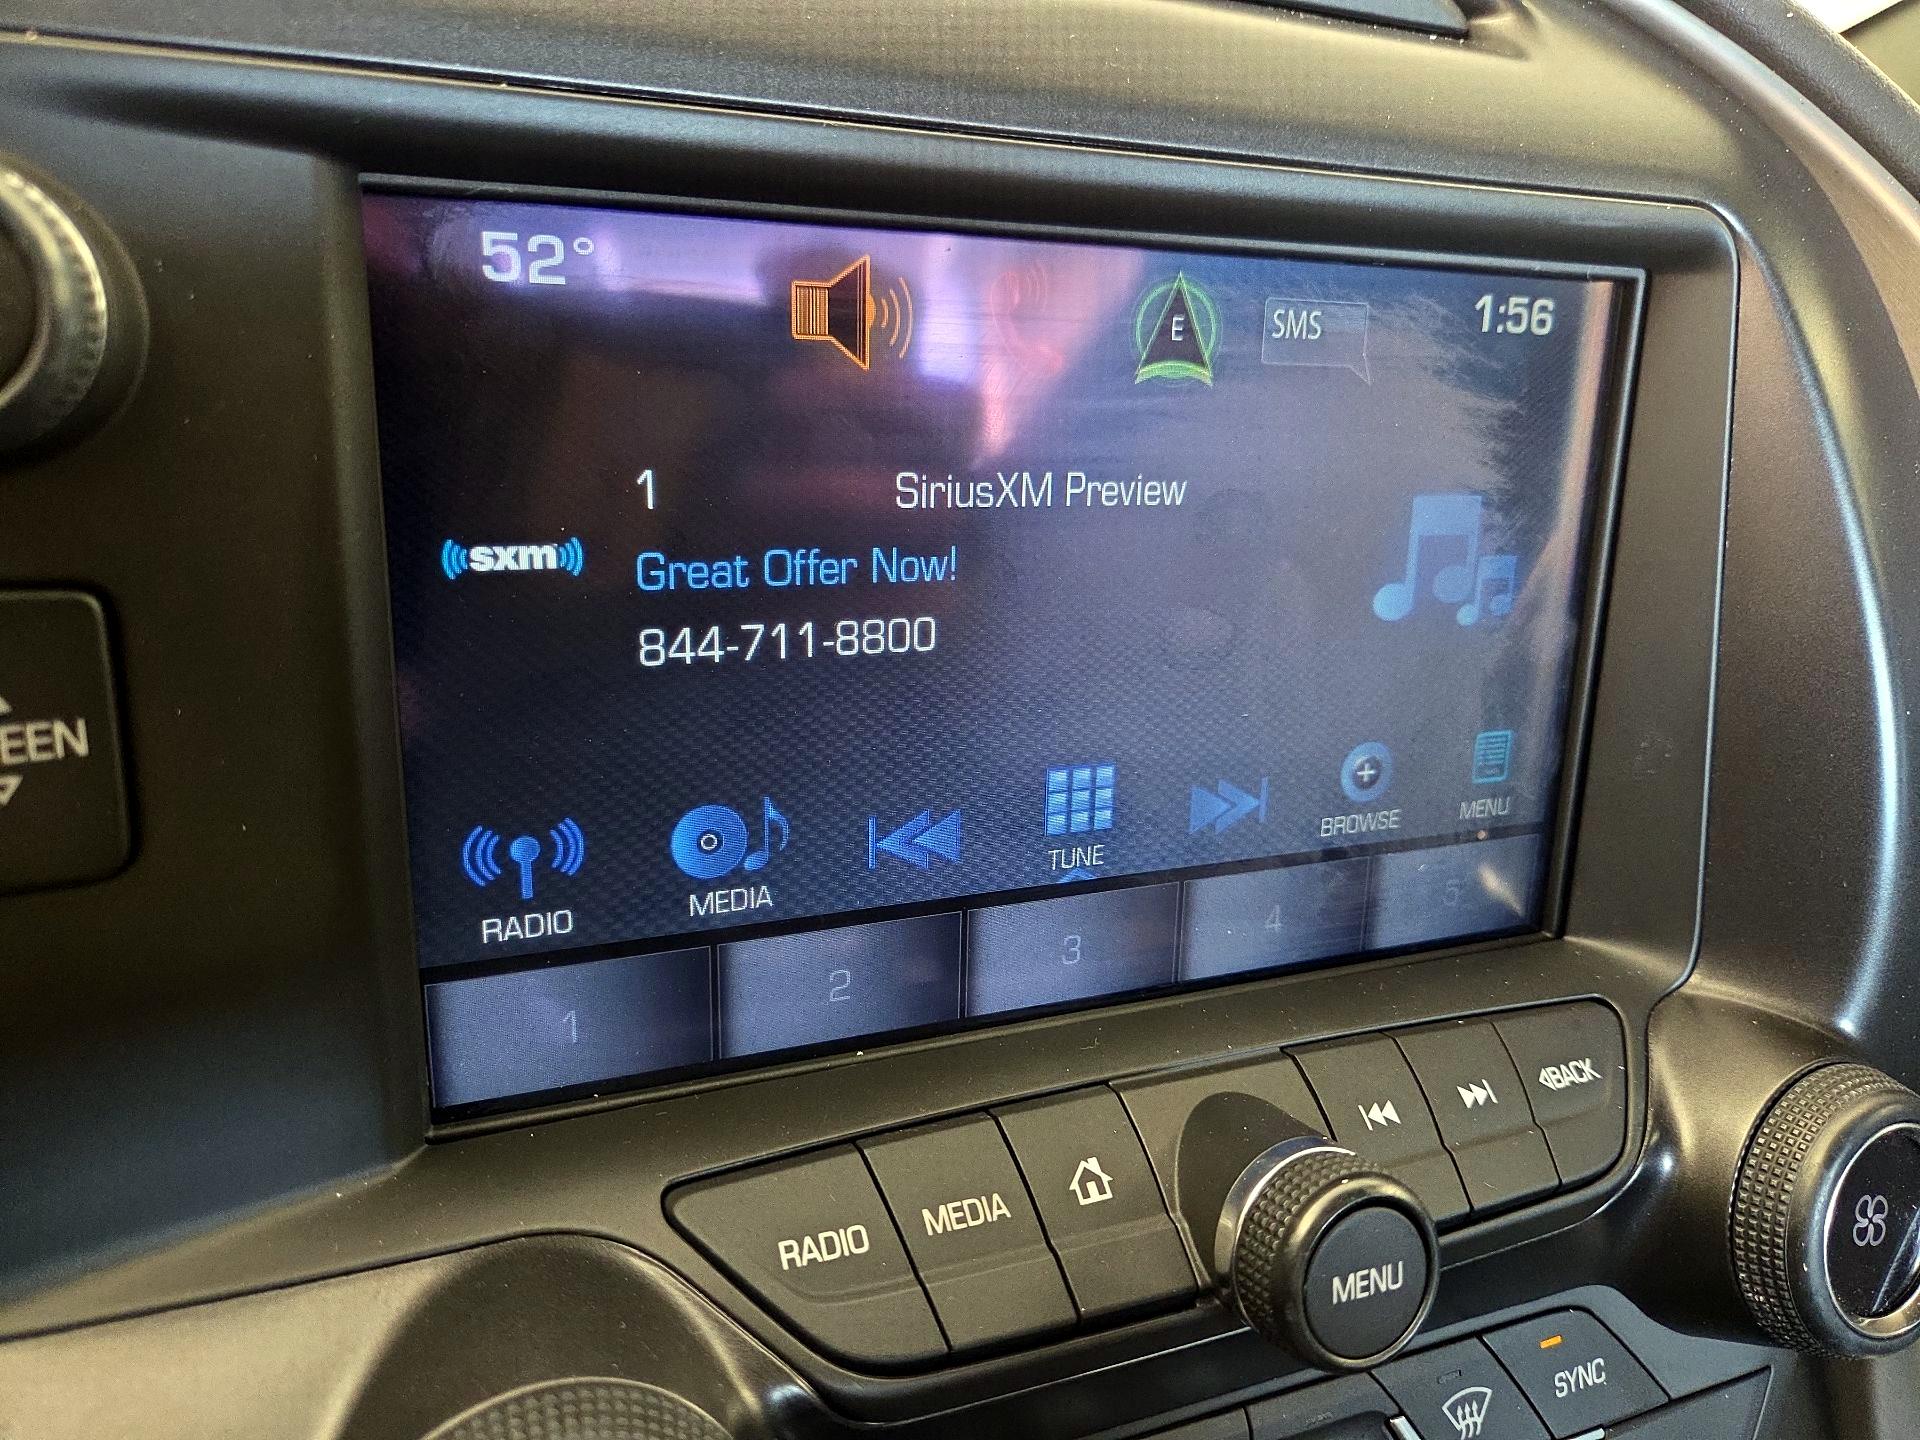 52°
E
SMS
1:56
1 SiriusXM Preview
sxm
Great Offer Now!
844-711-8800
RADIO
MEDIA
TUNE
BROWSE
MENU
1
2
3
4
5
EEN
RADIO
MEDIA
BACK
MENU
SYNC